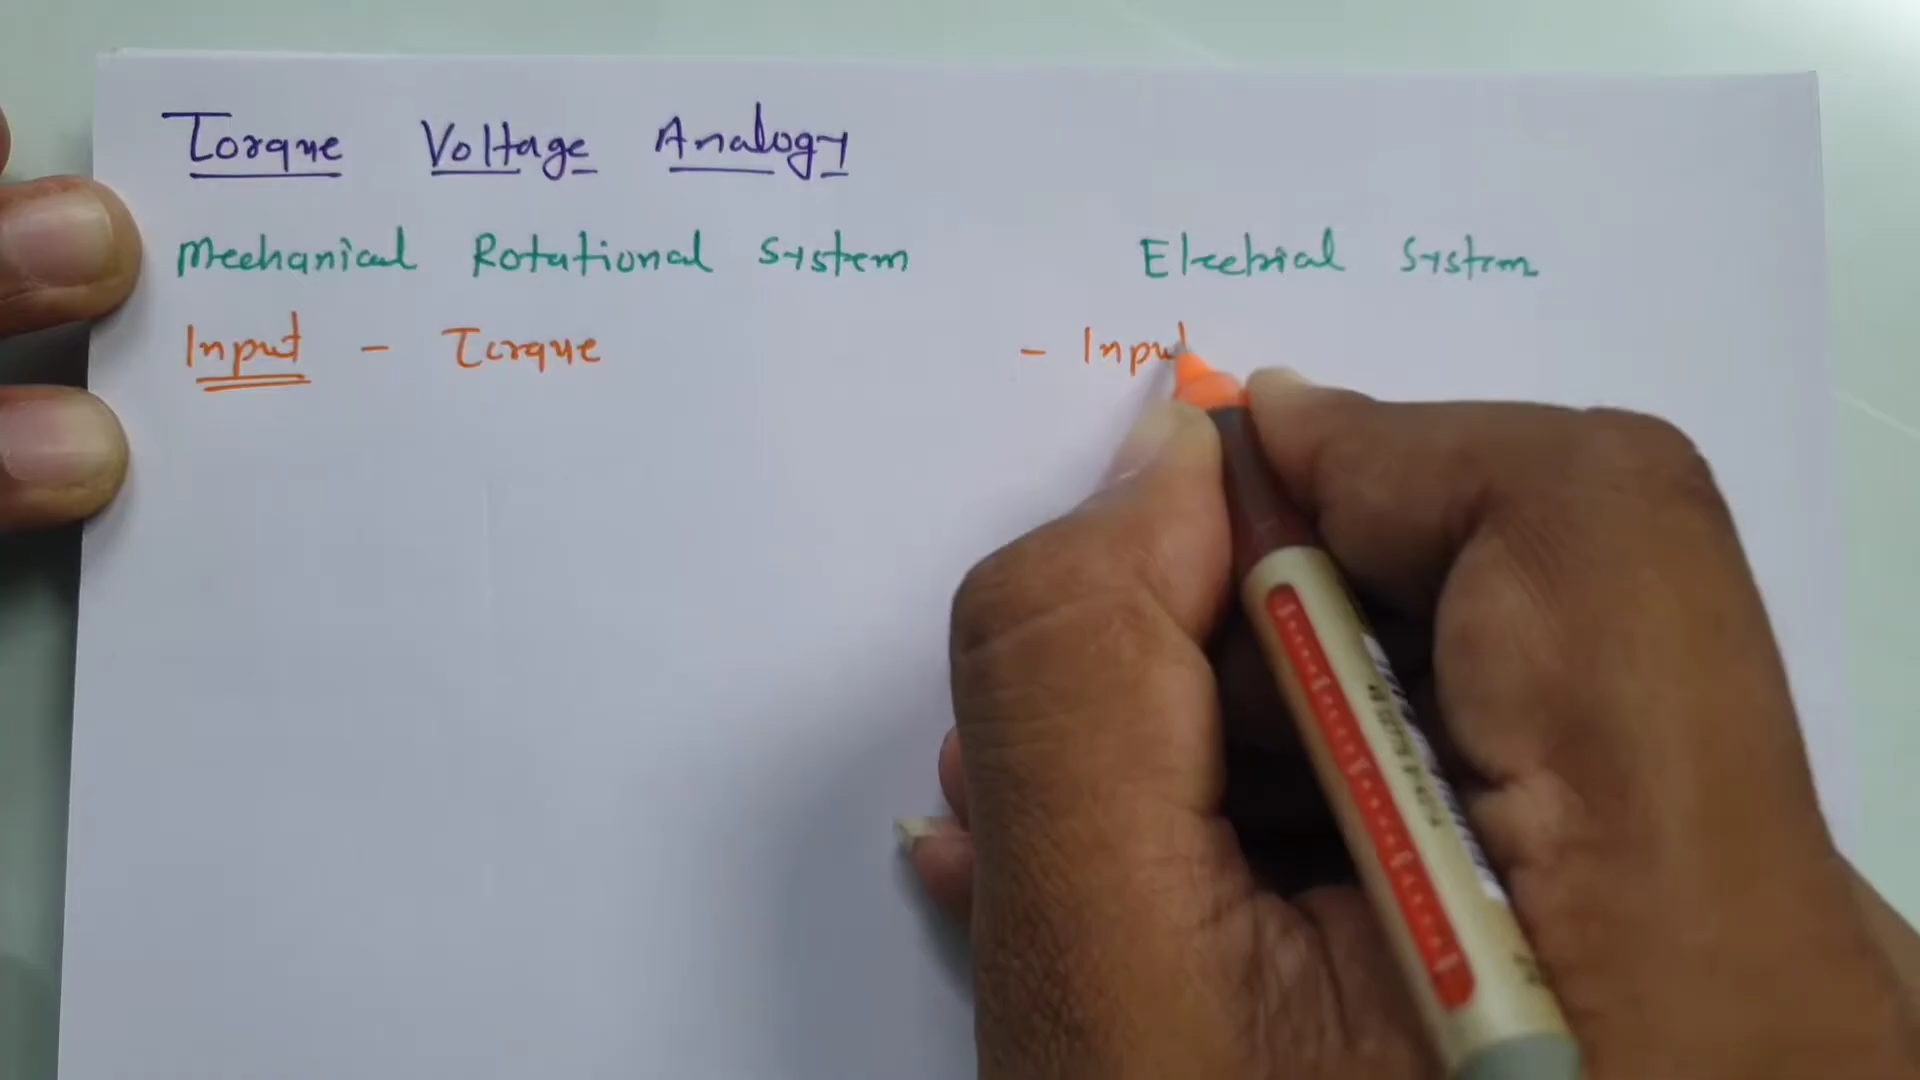 Torque Voltage Analogy
Mechanical Rotational System
Electrical System
Input - Torque
- Input